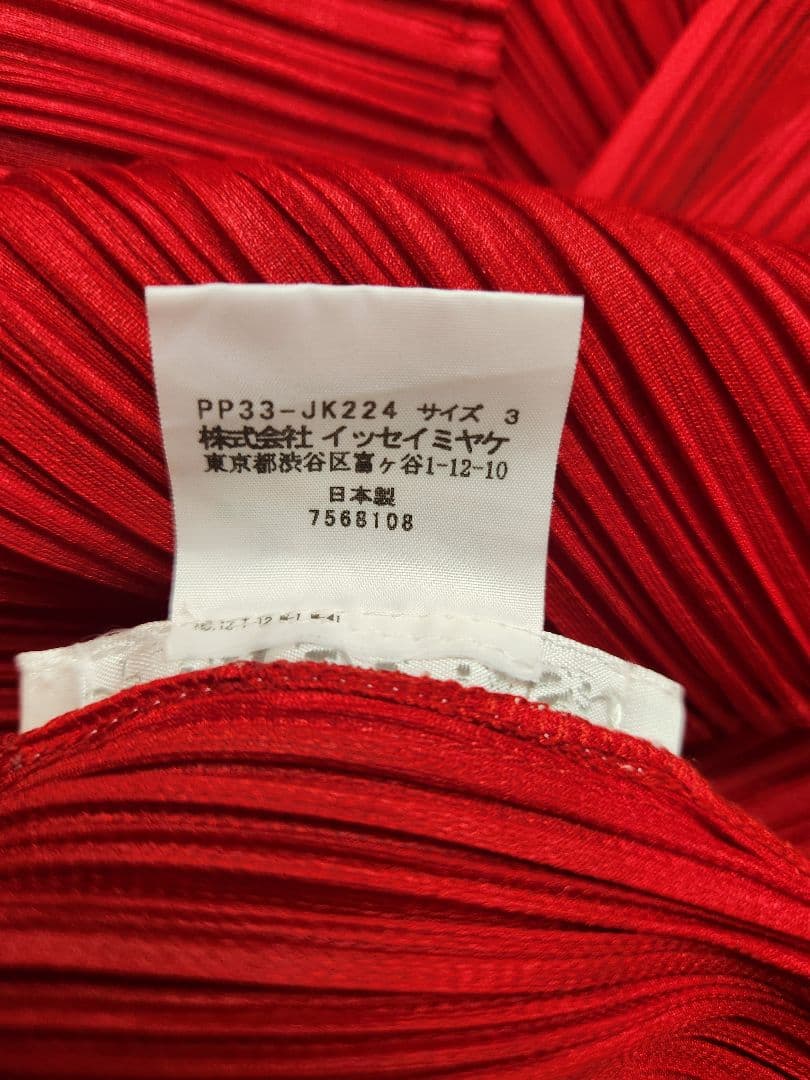 PP33-JK224 サイズ 3
株式会社 イッセイミヤケ
東京都渋谷区富ヶ谷1-12-10
日本製
7568108